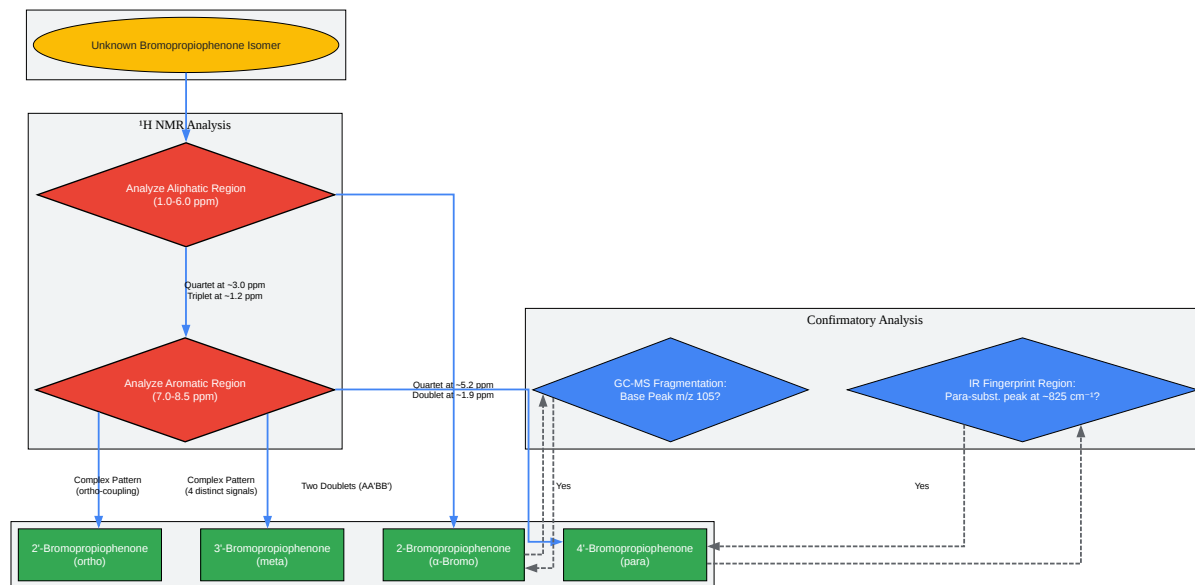 Unknown Bromopropiophenone Isomer
¹H NMR Analysis
Analyze Aliphatic Region
(1.0-6.0 ppm)
Quartet at ~3.0 ppm
Triplet at ~1.2 ppm
Confirmatory Analysis
Analyze Aromatic Region
(7.0-8.5 ppm)
Quartet at ~5.2 ppm
Doublet at ~1.9 ppm
GC-MS Fragmentation:
Base Peak m/z 105?
IR Fingerprint Region:
Para-subst. peak at ~825 cm⁻¹?
Complex Pattern
(ortho-coupling)
Complex Pattern
(4 distinct signals)
Two Doublets (AA'BB')
Yes
Yes
2'-Bromopropiophenone
(ortho)
3'-Bromopropiophenone
(meta)
2-Bromopropiophenone
(α-Bromo)
4'-Bromopropiophenone
(para)